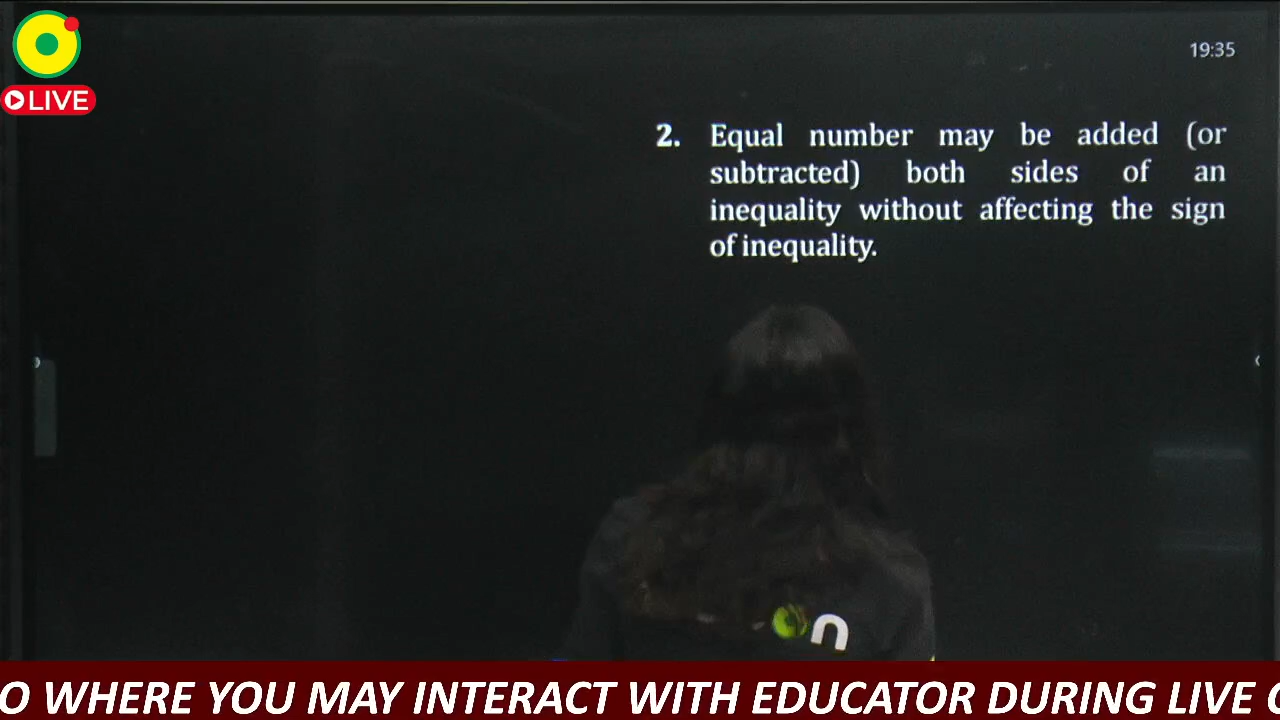 LIVE
19:35
2. Equal number may be added (or
subtracted) both sides of an
inequality without affecting the sign
of inequality.
n
O WHERE YOU MAY INTERACT WITH EDUCATOR DURING LIVE